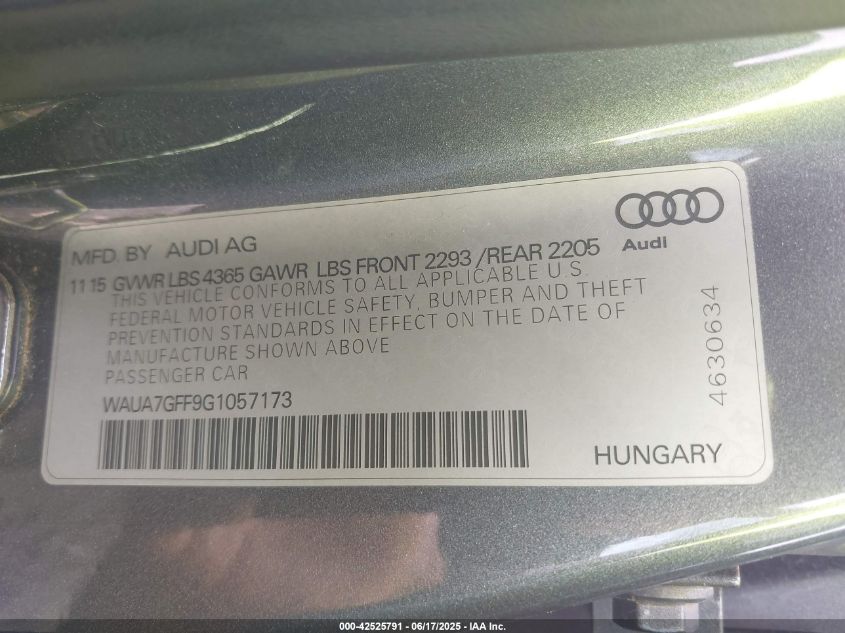 MFD. BY AUDI AG
Audi
11 15 GVWR LBS 4365 GAWR LBS FRONT 2293 /REAR 2205
THIS VEHICLE CONFORMS TO ALL APPLICABLE U.S.
FEDERAL MOTOR VEHICLE SAFETY, BUMPER AND THEFT
PREVENTION STANDARDS IN EFFECT ON THE DATE OF
MANUFACTURE SHOWN ABOVE
PASSENGER CAR
WAUA7GFF9G1057173
HUNGARY
4630634
000-42525791 - 06/17/2025 - IAA Inc.